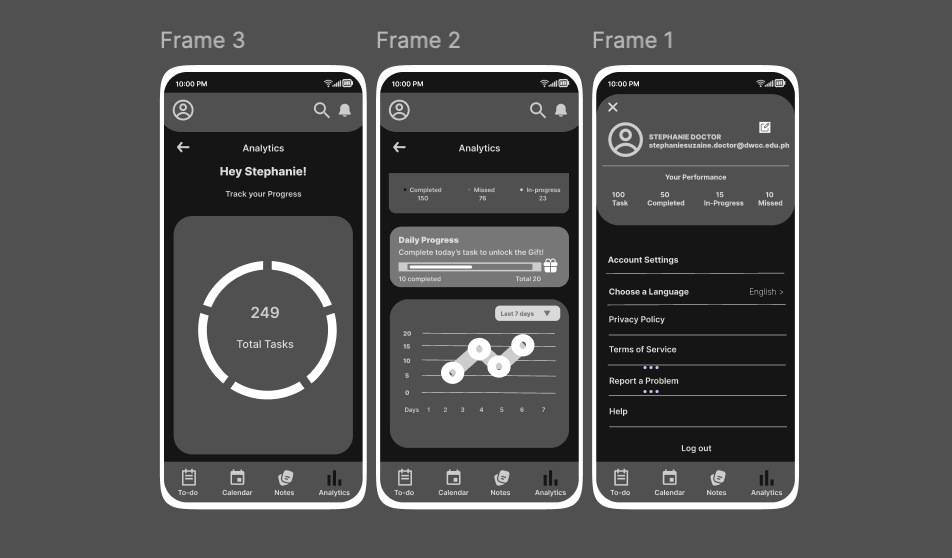 Frame 3
10:00 PM
Analytics
Hey Stephanie!
Track your Progress
249
Total Tasks
To-do Calendar Notes Analytics
Frame 2
10:00 PM
Analytics
Completed Missed In-progress
150 76 23
Daily Progress
Complete today's task to unlock the Gift!
10 completed Total 20
Last 7 days
20
15
10
5
0
Days 1 2 3 4 5 6 7
To-do Calendar Notes Analytics
Frame 1
10:00 PM
STEPHANIE DOCTOR
stephaniesuzaine.doctor@dwcc.edu.ph
Your Performance
100 50 15 10
Task Completed In-Progress Missed
Account Settings
Choose a Language English >
Privacy Policy
Terms of Service
Report a Problem
Help
Log out
To-do Calendar Notes Analytics